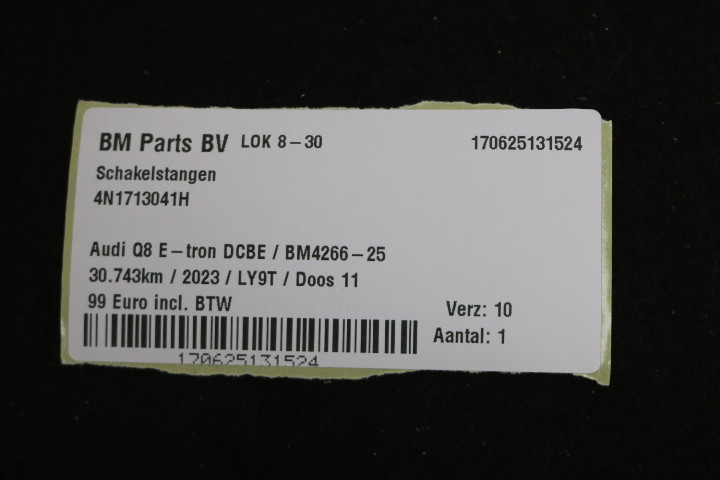 BM Parts BV LOK 8-30 170625131524
Schakelstangen
4N1713041H
Audi Q8 E-tron DCBE / BM4266-25
30.743km / 2023 / LY9T / Doos 11
99 Euro incl. BTW
Verz: 10
Aantal: 1
170625131524